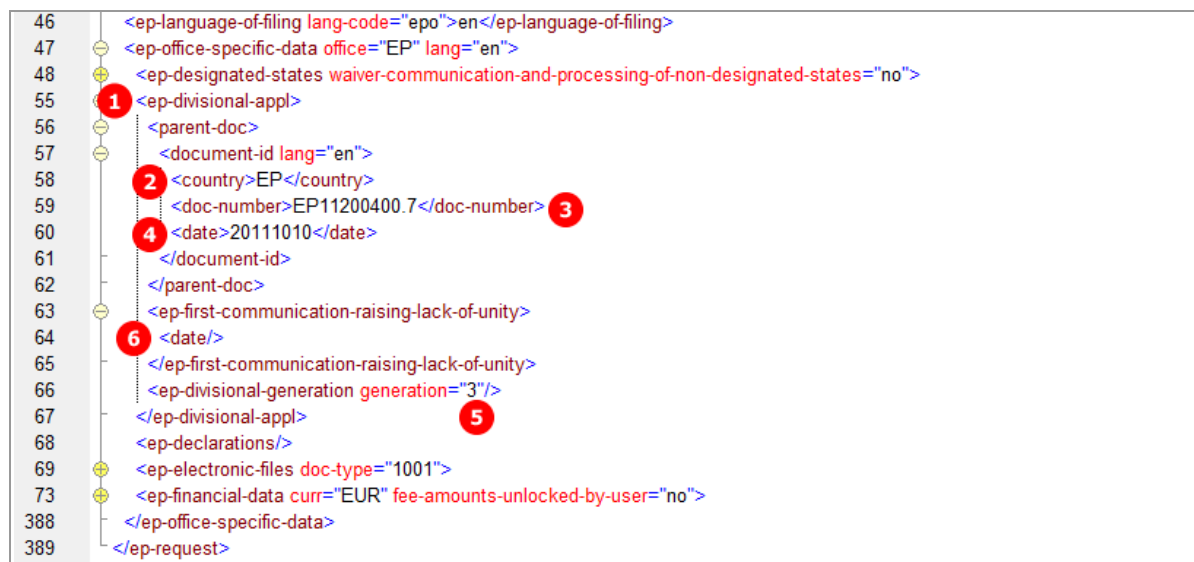 46 <ep-language-of-filing lang-code="epo">en</ep-language-of-filing>
47 <ep-office-specific-data office="EP" lang="en">
48 <ep-designated-states waiver-communication-and-processing-of-non-designated-states="no">
55 1 <ep-divisional-appl>
56 <parent-doc>
57 <document-id lang="en">
58 2 <country>EP</country>
59 <doc-number>EP11200400.7</doc-number> 3
60 4 <date>20111010</date>
61 </document-id>
62 </parent-doc>
63 <ep-first-communication-raising-lack-of-unity>
64 6 <date/>
65 </ep-first-communication-raising-lack-of-unity>
66 <ep-divisional-generation generation="3"/>
67 </ep-divisional-appl> 5
68 <ep-declarations/>
69 <ep-electronic-files doc-type="1001">
73 <ep-financial-data curr="EUR" fee-amounts-unlocked-by-user="no">
388 </ep-office-specific-data>
389 </ep-request>